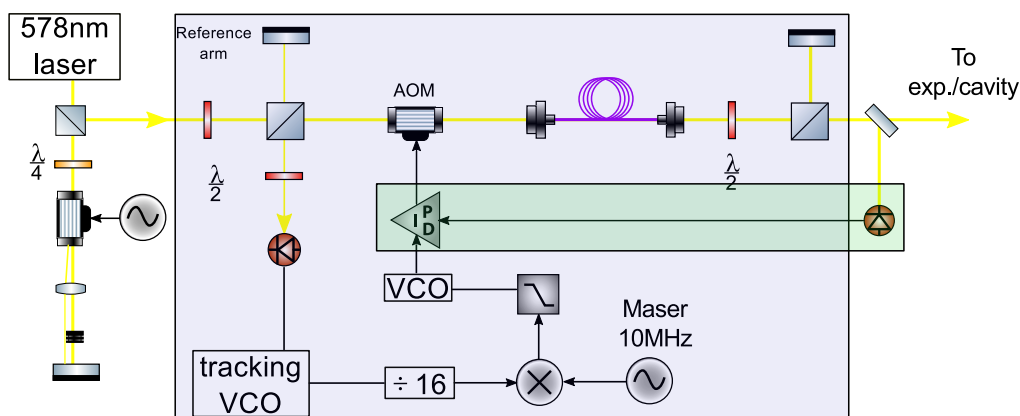 578nm
laser
Reference
arm
AOM
To
exp./cavity
λ
4
λ
2
λ
2
P
I
D
VCO
Maser
10MHz
tracking
VCO
÷ 16